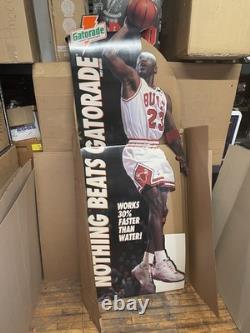 Gatorade
NOTHING BEATS GATORADE
BULLS
23
WORKS
30%
FASTER
THAN
WATER!